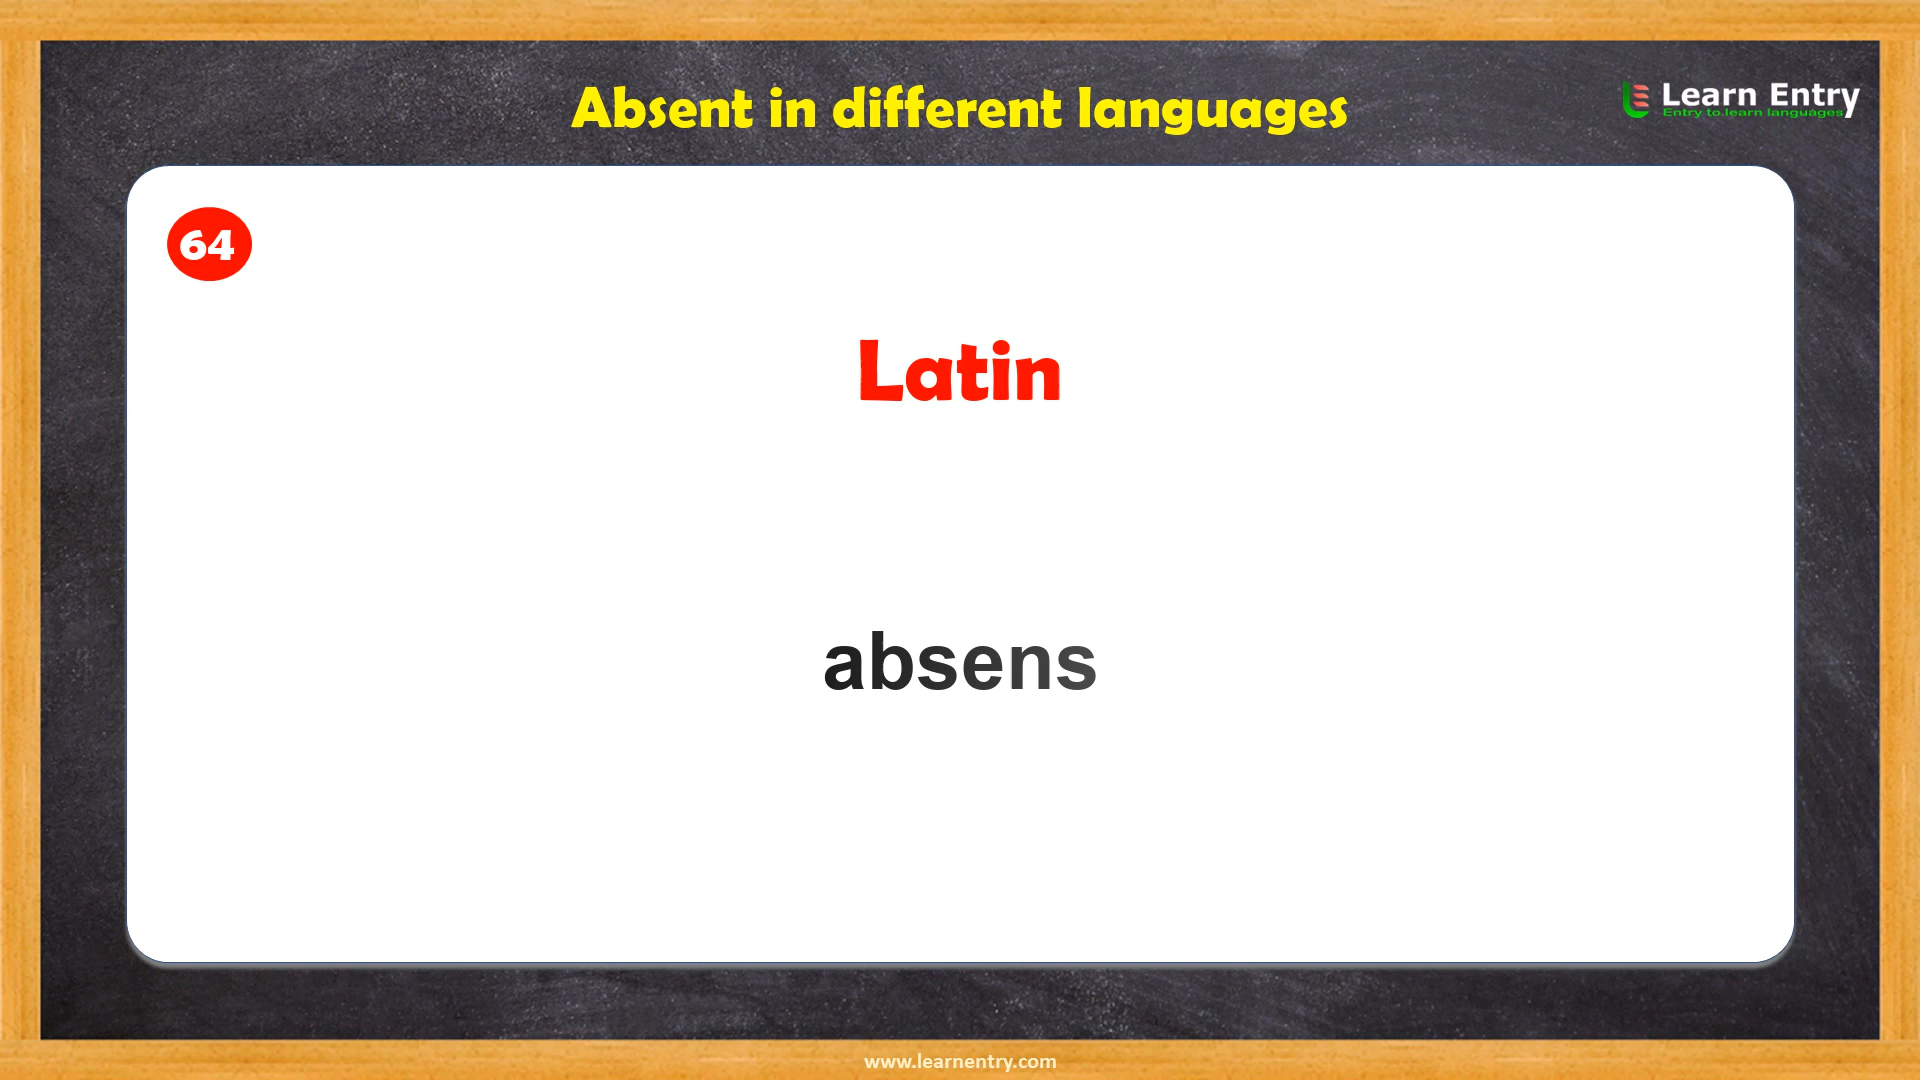 Absent in different languages
Learn Entry
Entry to learn languages
64
Latin
absens
www.learnentry.com